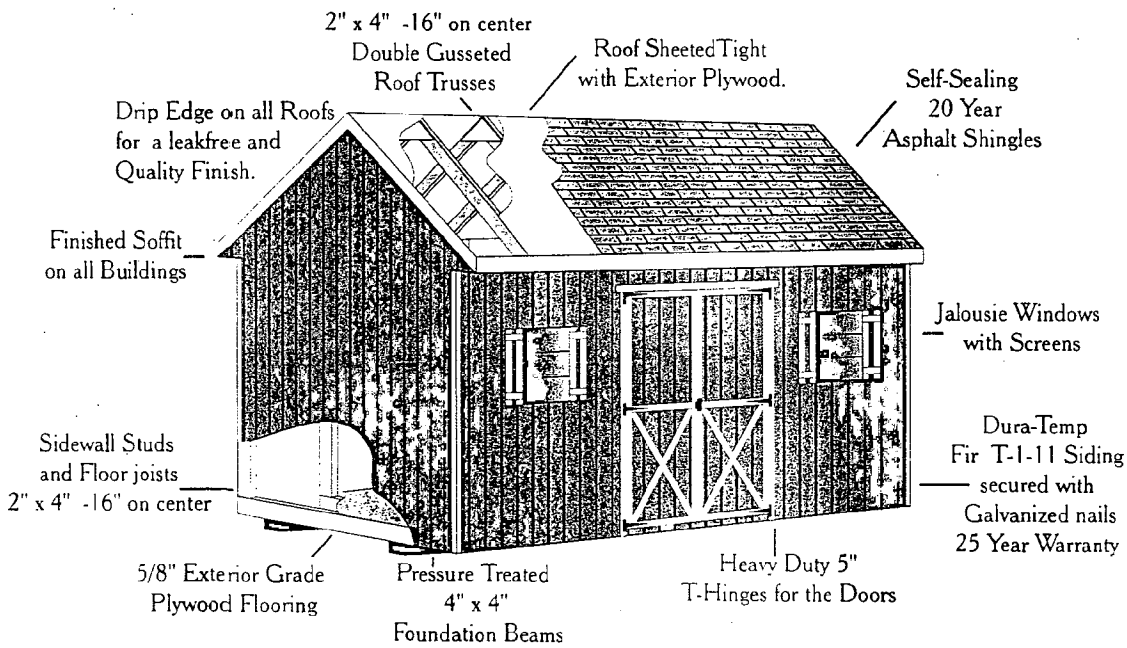 2" x 4" -16" on center
Double Gusseted
Roof Trusses
Roof Sheeted Tight
with Exterior Plywood.
Self-Sealing
20 Year
Asphalt Shingles
Drip Edge on all Roofs
for a leakfree and
Quality Finish.
Finished Soffit
on all Buildings
Jalousie Windows
with Screens
Sidewall Studs
and Floor joists
2" x 4" -16" on center
Dura-Temp
Fir T-1-11 Siding
secured with
Galvanized nails
25 Year Warranty
5/8" Exterior Grade
Plywood Flooring
Pressure Treated
4" x 4"
Foundation Beams
Heavy Duty 5"
T-Hinges for the Doors